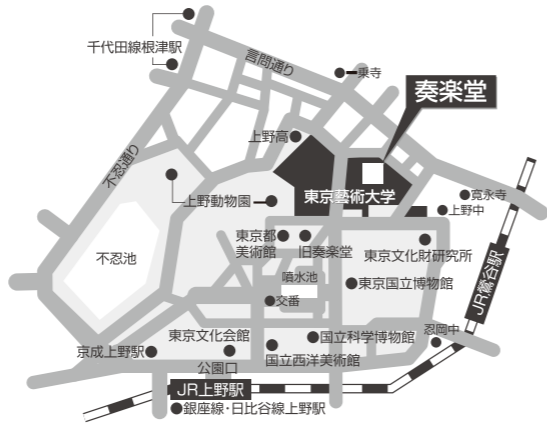 千代田線根津駅
言問通り
一乗寺
奏楽堂
上野高
不忍通り
東京藝術大学
寛永寺
上野中
上野動物園
東京都
美術館
旧奏楽堂
東京文化財研究所
不忍池
噴水池
東京国立博物館
JR鶯谷駅
交番
忍岡中
東京文化会館
国立科学博物館
京成上野駅
公園口
国立西洋美術館
JR上野駅
銀座線・日比谷線上野駅